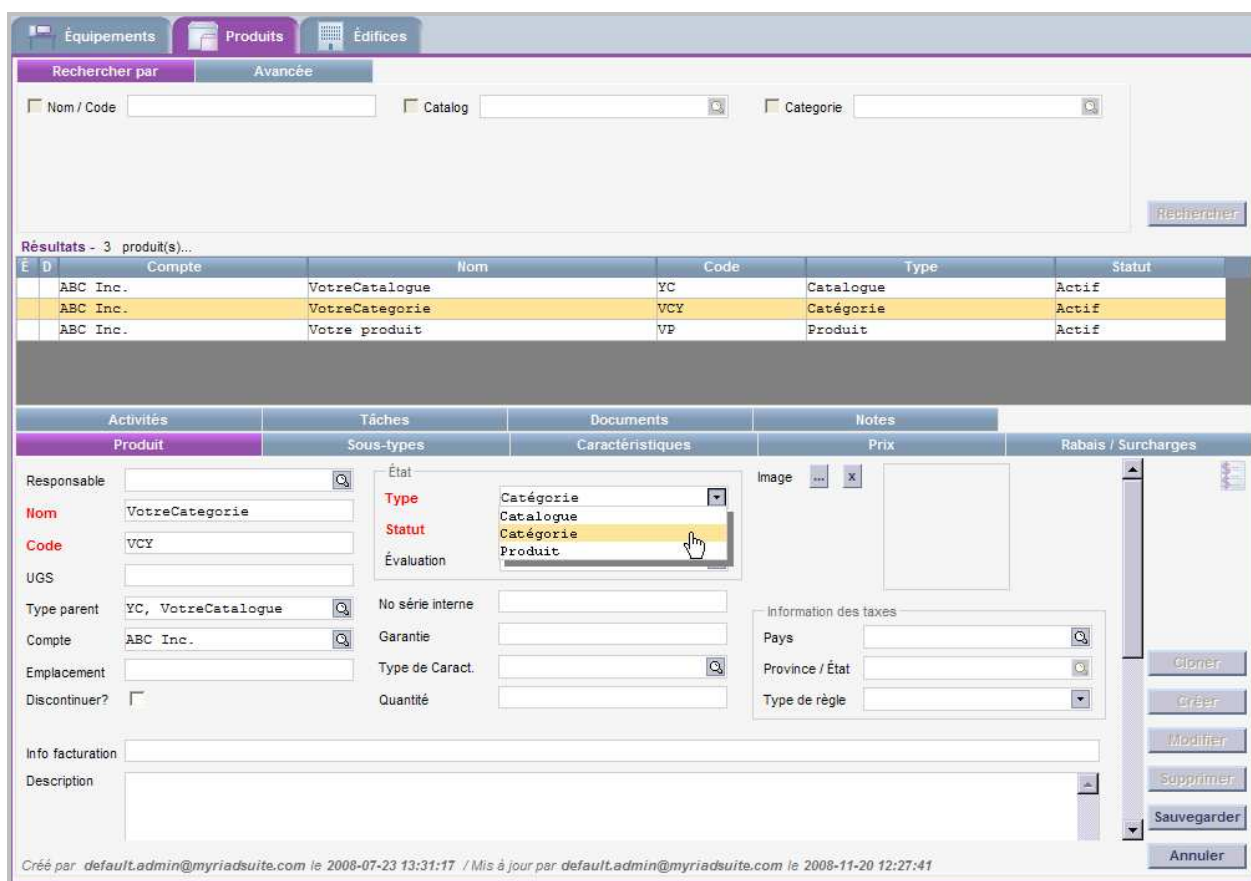 Équipements Produits Édifices
Rechercher par Avancée
Nom / Code Catalog Categorie
Rechercher
Résultats - 3 produit(s)...
É D Compte Nom Code Type Statut
ABC Inc. VotreCatalogue YC Catalogue Actif
ABC Inc. VotreCategorie VCY Catégorie Actif
ABC Inc. Votre produit VP Produit Actif
Activités Tâches Documents Notes
Produit Sous-types Caractéristiques Prix Rabais / Surcharges
Responsable État Image ... x
Type Catégorie
Nom VotreCategorie Catalogue
Statut Catégorie
Code VCY Produit
Évaluation
UGS
Type parent YC, VotreCatalogue No série interne Information des taxes
Compte ABC Inc. Garantie Pays
Emplacement Type de Caract. Province / État Cloner
Discontinuer? Quantité Type de règle Créer
Info facturation Modifier
Description Supprimer
Sauvegarder
Annuler
Créé par default.admin@myriadsuite.com le 2008-07-23 13:31:17 / Mis à jour par default.admin@myriadsuite.com le 2008-11-20 12:27:41